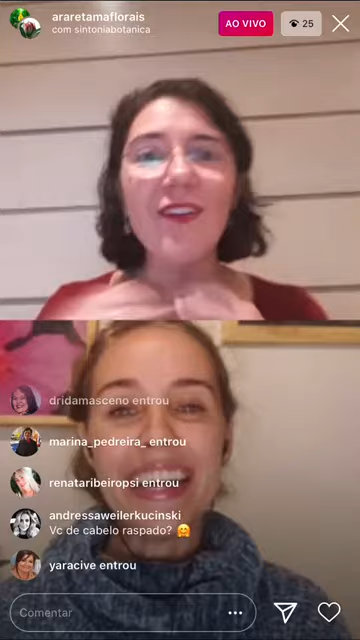 araretamaflorais
com sintoniabotanica
AO VIVO
25
dridamasceno entrou
marina_pedreira_ entrou
renataribeiropsi entrou
andressaweilerkucinski
Vc de cabelo raspado? 🤗
yaracive entrou
Comentar